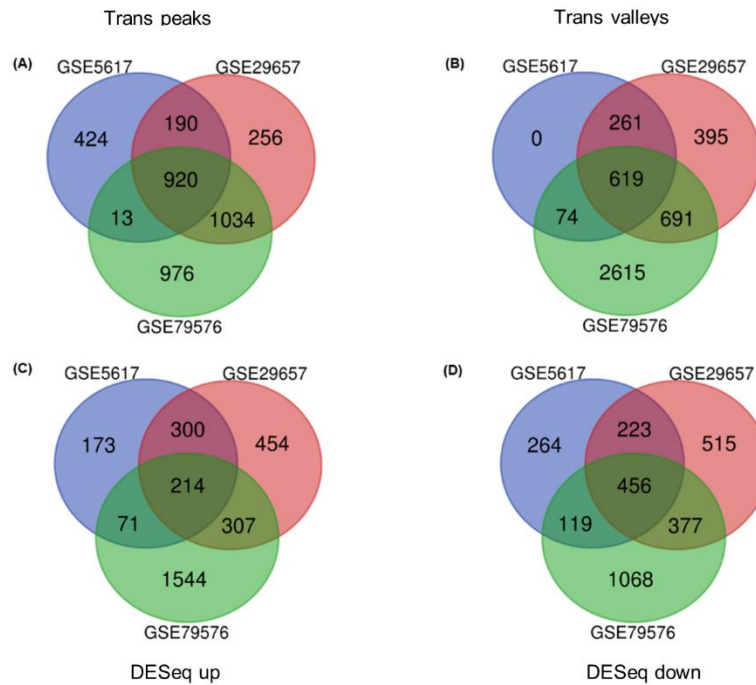 Trans peaks
Trans valleys
(A)
GSE5617
GSE29657
424
190
256
920
13
1034
976
GSE79576
(B)
GSE5617
GSE29657
0
261
395
619
74
691
2615
GSE79576
(C)
GSE5617
GSE29657
173
300
454
214
71
307
1544
GSE79576
DESeq up
(D)
GSE5617
GSE29657
264
223
515
456
119
377
1068
GSE79576
DESeq down